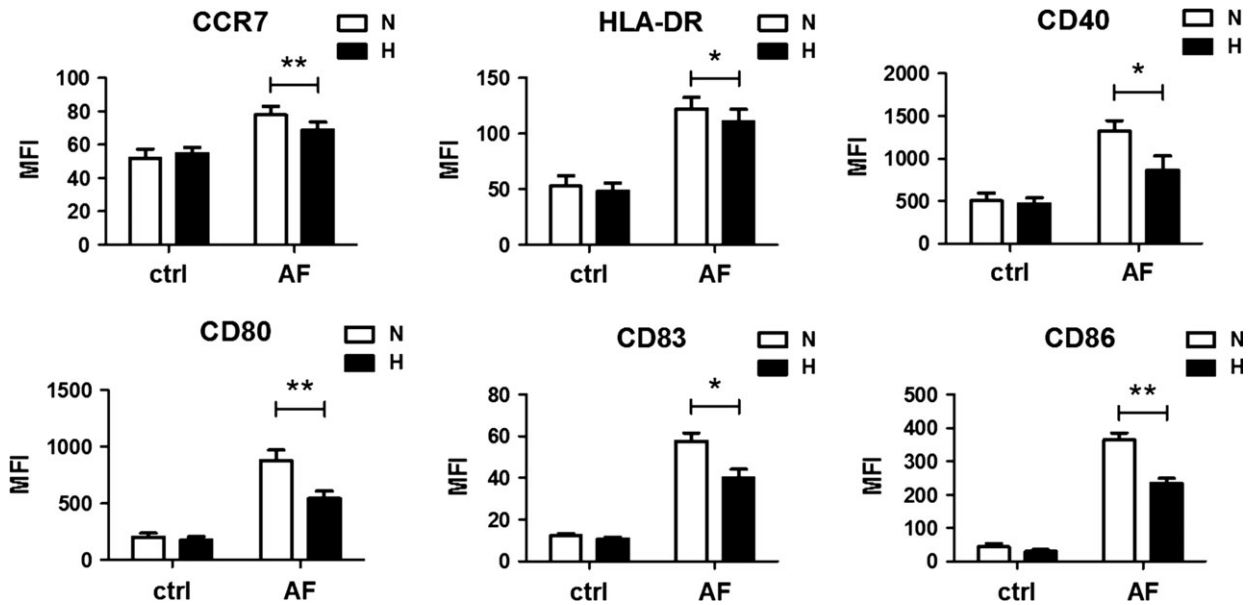 CCR7
N
H
**
100
80
60
40
20
0
MFI
ctrl AF
HLA-DR
N
H
*
150
100
50
0
MFI
ctrl AF
CD40
N
H
*
2000
1500
1000
500
0
MFI
ctrl AF
CD80
N
H
**
1500
1000
500
0
MFI
ctrl AF
CD83
N
H
*
80
60
40
20
0
MFI
ctrl AF
CD86
N
H
**
500
400
300
200
100
0
MFI
ctrl AF